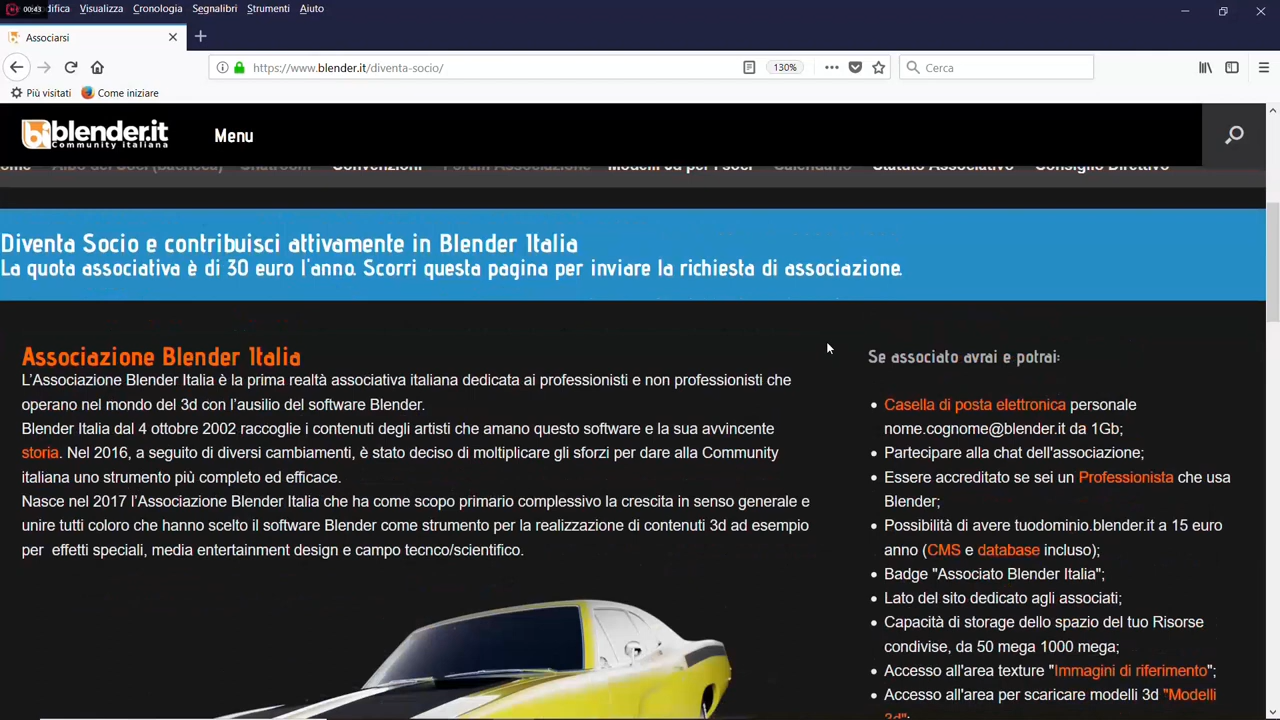 00:43 difica Visualizza Cronologia Segnalibri Strumenti Aiuto
Associarsi
https://www.blender.it/diventa-socio/
130%
Cerca
Più visitati Come iniziare
bi blender.it
Community italiana
Menu
Convenzioni Forum Associazione Modelli 3d per i soci Calendario Statuto Associativo Consiglio Direttivo
Diventa Socio e contribuisci attivamente in Blender Italia
La quota associativa è di 30 euro l'anno. Scorri questa pagina per inviare la richiesta di associazione.
Associazione Blender Italia
L'Associazione Blender Italia è la prima realtà associativa italiana dedicata ai professionisti e non professionisti che
operano nel mondo del 3d con l'ausilio del software Blender.
Blender Italia dal 4 ottobre 2002 raccoglie i contenuti degli artisti che amano questo software e la sua avvincente
storia. Nel 2016, a seguito di diversi cambiamenti, è stato deciso di moltiplicare gli sforzi per dare alla Community
italiana uno strumento più completo ed efficace.
Nasce nel 2017 l'Associazione Blender Italia che ha come scopo primario complessivo la crescita in senso generale e
unire tutti coloro che hanno scelto il software Blender come strumento per la realizzazione di contenuti 3d ad esempio
per effetti speciali, media entertainment design e campo tecnco/scientifico.
Se associato avrai e potrai:
Casella di posta elettronica personale
nome.cognome@blender.it da 1Gb;
Partecipare alla chat dell'associazione;
Essere accreditato se sei un Professionista che usa
Blender;
Possibilità di avere tuodominio.blender.it a 15 euro
anno (CMS e database incluso);
Badge "Associato Blender Italia";
Lato del sito dedicato agli associati;
Capacità di storage dello spazio del tuo Risorse
condivise, da 50 mega 1000 mega;
Accesso all'area texture "Immagini di riferimento";
Accesso all'area per scaricare modelli 3d "Modelli
3d";